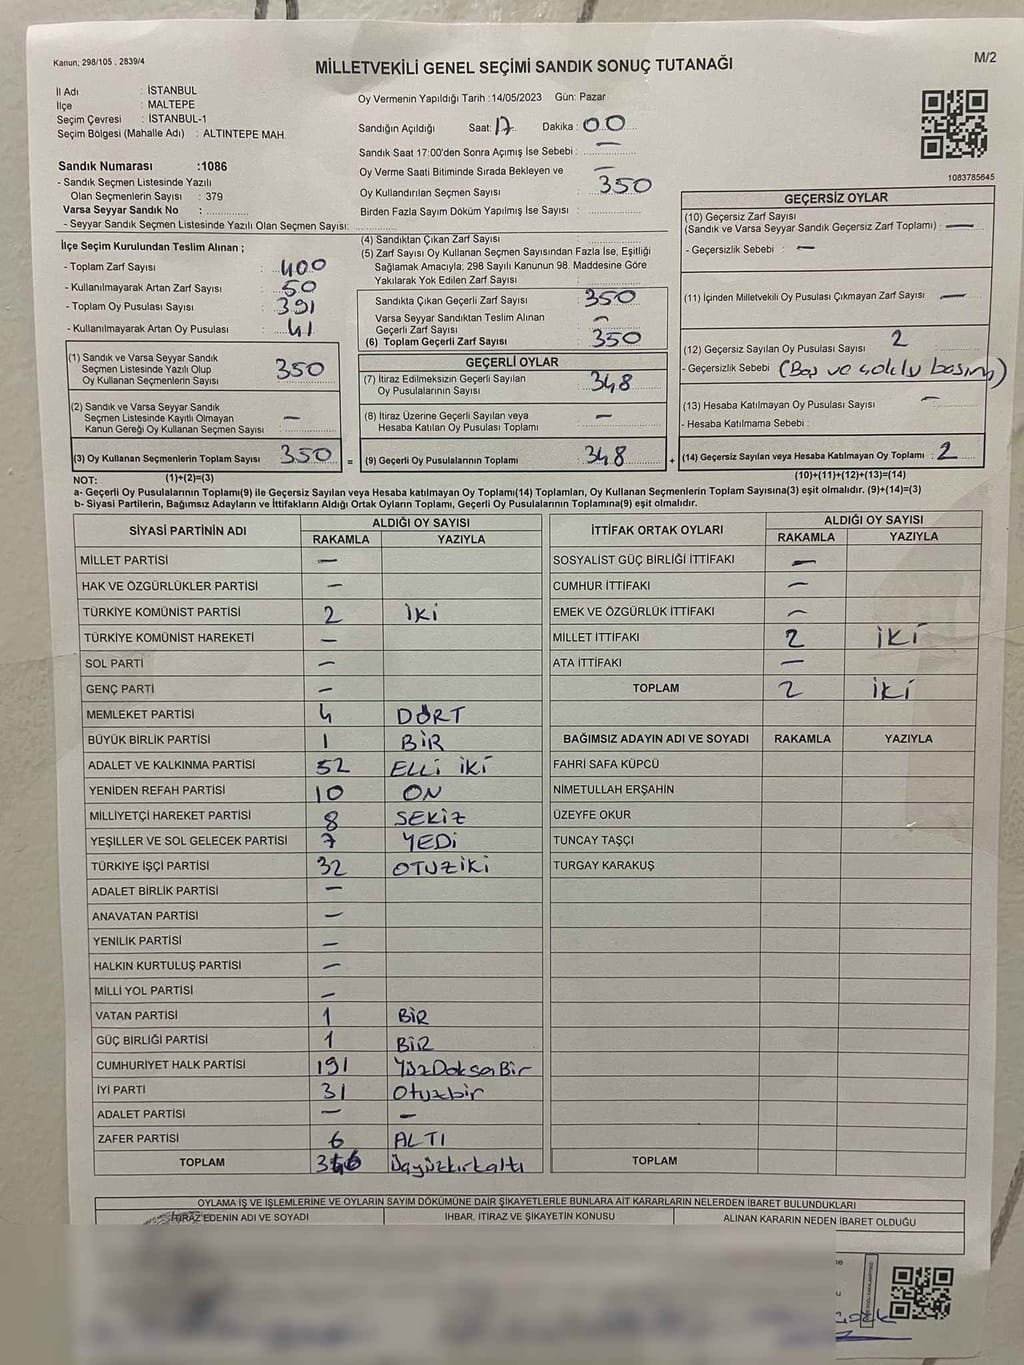 Kanun; 298/105 , 2839/4
M/2
MİLLETVEKİLİ GENEL SEÇİMİ SANDIK SONUÇ TUTANAĞI
İl Adı : İSTANBUL
İlçe : MALTEPE
Seçim Çevresi : İSTANBUL-1
Seçim Bölgesi (Mahalle Adı) : ALTINTEPE MAH.
Sandık Numarası :1086
- Sandık Seçmen Listesinde Yazılı
Olan Seçmenlerin Sayısı : 379
Varsa Seyyar Sandık No :
- Seyyar Sandık Seçmen Listesinde Yazılı Olan Seçmen Sayısı:
İlçe Seçim Kurulundan Teslim Alınan ;
- Toplam Zarf Sayısı : 400
- Kullanılmayarak Artan Zarf Sayısı : 50
- Toplam Oy Pusulası Sayısı : 391
- Kullanılmayarak Artan Oy Pusulası : 41
(1) Sandık ve Varsa Seyyar Sandık
Seçmen Listesinde Yazılı Olup
Oy Kullanan Seçmenlerin Sayısı : 350
(2) Sandık ve Varsa Seyyar Sandık
Seçmen Listesinde Kayıtlı Olmayan
Kanun Gereği Oy Kullanan Seçmen Sayısı : —
(3) Oy Kullanan Seçmenlerin Toplam Sayısı : 350 =
Oy Vermenin Yapıldığı Tarih :14/05/2023 Gün: Pazar
Sandığın Açıldığı Saat: 17 Dakika : 00
Sandık Saat 17:00'den Sonra Açımış İse Sebebi : —
Oy Verme Saati Bitiminde Sırada Bekleyen ve
Oy Kullandırılan Seçmen Sayısı : — 350
Birden Fazla Sayım Döküm Yapılmış İse Sayısı :
(4) Sandıktan Çıkan Zarf Sayısı :
(5) Zarf Sayısı Oy Kullanan Seçmen Sayısından Fazla İse, Eşitliği
Sağlamak Amacıyla; 298 Sayılı Kanunun 98. Maddesine Göre
Yakılarak Yok Edilen Zarf Sayısı :
Sandıkta Çıkan Geçerli Zarf Sayısı : 350
Varsa Seyyar Sandıktan Teslim Alınan
Geçerli Zarf Sayısı : —
(6) Toplam Geçerli Zarf Sayısı : 350
GEÇERLİ OYLAR
(7) İtiraz Edilmeksizin Geçerli Sayılan
Oy Pusulalarının Sayısı : 348
(8) İtiraz Üzerine Geçerli Sayılan veya
Hesaba Katılan Oy Pusulası Toplamı : —
(9) Geçerli Oy Pusulalarının Toplamı : 348 +
1083785645
GEÇERSİZ OYLAR
(10) Geçersiz Zarf Sayısı
(Sandık ve Varsa Seyyar Sandık Geçersiz Zarf Toplamı) : —
- Geçersizlik Sebebi : —
(11) İçinden Milletvekili Oy Pusulası Çıkmayan Zarf Sayısı : —
(12) Geçersiz Sayılan Oy Pusulası Sayısı : 2
- Geçersizlik Sebebi (Boş ve
(13) Hesaba Katılmayan Oy Pusulası Sayısı : —
- Hesaba Katılmama Sebebi :
(14) Geçersiz Sayılan veya Hesaba Katılmayan Oy Toplamı : 2
NOT: (1)+(2)=(3) (10)+(11)+(12)+(13)=(14)
a- Geçerli Oy Pusulalarının Toplamı(9) ile Geçersiz Sayılan veya Hesaba katılmayan Oy Toplamı(14) Toplamları, Oy Kullanan Seçmenlerin Toplam Sayısına(3) eşit olmalıdır. (9)+(14)=(3)
b- Siyasi Partilerin, Bağımsız Adayların ve İttifakların Aldığı Ortak Oyların Toplamı, Geçerli Oy Pusulalarının Toplamına(9) eşit olmalıdır.
SİYASİ PARTİNİN ADI ALDIĞI OY SAYISI
RAKAMLA YAZIYLA
MİLLET PARTİSİ —
HAK VE ÖZGÜRLÜKLER PARTİSİ —
TÜRKİYE KOMÜNİST PARTİSİ 2 İKİ
TÜRKİYE KOMÜNİST HAREKETİ —
SOL PARTİ —
GENÇ PARTİ —
MEMLEKET PARTİSİ 4 DÖRT
BÜYÜK BİRLİK PARTİSİ 1 BİR
ADALET VE KALKINMA PARTİSİ 52 ELLİ İKİ
YENİDEN REFAH PARTİSİ 10 ON
MİLLİYETÇİ HAREKET PARTİSİ 8 SEKİZ
YEŞİLLER VE SOL GELECEK PARTİSİ 7 YEDİ
TÜRKİYE İŞÇİ PARTİSİ 32 OTUZİKİ
ADALET BİRLİK PARTİSİ —
ANAVATAN PARTİSİ —
YENİLİK PARTİSİ —
HALKIN KURTULUŞ PARTİSİ —
MİLLİ YOL PARTİSİ —
VATAN PARTİSİ 1 BİR
GÜÇ BİRLİĞİ PARTİSİ 1 BİR
CUMHURİYET HALK PARTİSİ 191 YüzDoksaBir
İYİ PARTİ 31 Otuzbir
ADALET PARTİSİ — —
ZAFER PARTİSİ 6 ALTI
TOPLAM 346 Üçyüzkırkaltı
İTTİFAK ORTAK OYLARI ALDIĞI OY SAYISI
RAKAMLA YAZIYLA
SOSYALİST GÜÇ BİRLİĞİ İTTİFAKI —
CUMHUR İTTİFAKI —
EMEK VE ÖZGÜRLÜK İTTİFAKI —
MİLLET İTTİFAKI 2 İKİ
ATA İTTİFAKI —
TOPLAM 2 İKİ
BAĞIMSIZ ADAYIN ADI VE SOYADI RAKAMLA YAZIYLA
FAHRİ SAFA KÜPCÜ
NİMETULLAH ERŞAHİN
ÜZEYFE OKUR
TUNCAY TAŞÇI
TURGAY KARAKUŞ
TOPLAM
OYLAMA İŞ VE İŞLEMLERİNE VE OYLARIN SAYIM DÖKÜMÜNE DAİR ŞİKAYETLERLE BUNLARA AİT KARARLARIN NELERDEN İBARET BULUNDUKLARI
İTİRAZ EDENİN ADI VE SOYADI İHBAR, İTİRAZ VE ŞİKAYETİN KONUSU ALINAN KARARIN NEDEN İBARET OLDUĞU